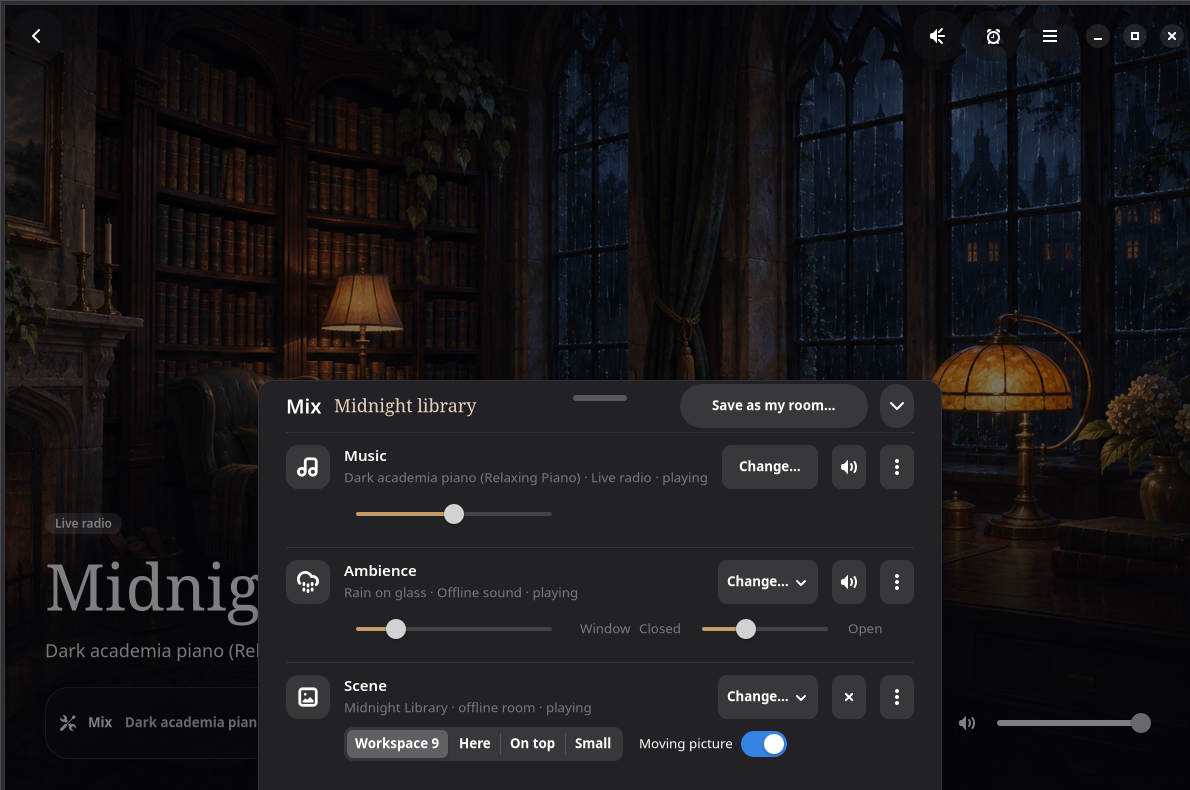 Mix Midnight library Save as my room...
Music
Dark academia piano (Relaxing Piano) · Live radio · playing
Change...
Live radio
Ambience
Rain on glass · Offline sound · playing
Change...
Window Closed Open
Midnig
Dark academia piano (Rel
Scene
Midnight Library · offline room · playing
Change...
Mix Dark academia pian
Workspace 9 Here On top Small Moving picture